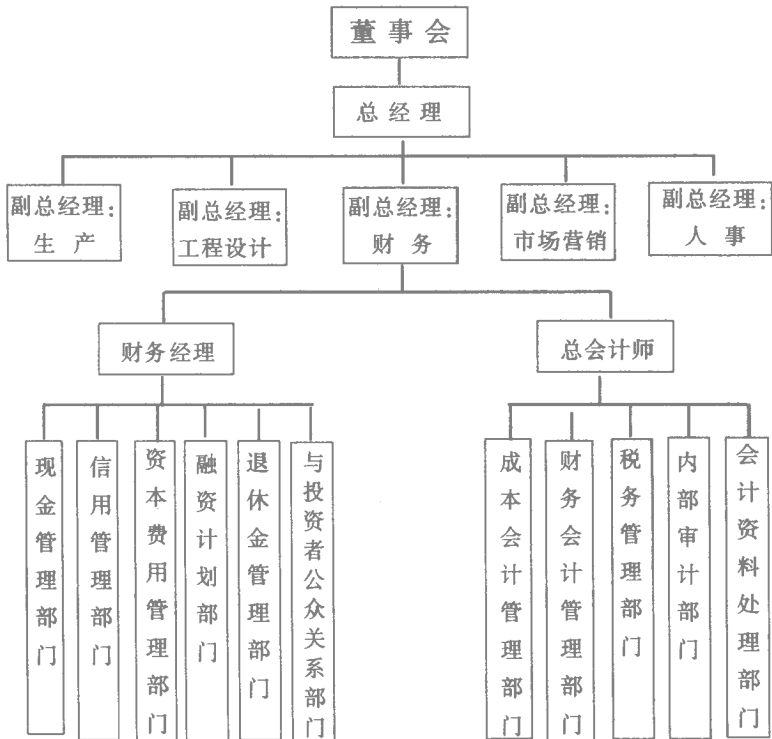 董事会
总经理
副总经理：
生产
副总经理：
工程设计
副总经理：
财务
副总经理：
市场营销
副总经理：
人事
财务经理
总会计师
现金管理部门
信用管理部门
资本费用管理部门
融资计划部门
退休金管理部门
与投资者公众关系部门
成本会计管理部门
财务会计管理部门
税务管理部门
内部审计部门
会计资料处理部门